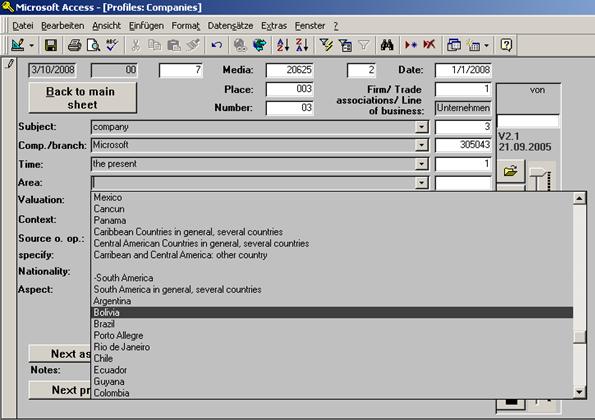 Microsoft Access - [Profiles: Companies]
Datei Bearbeiten Ansicht Einfügen Format Datensätze Extras Fenster ?
3/10/2008 00 7 Media: 20625 2 Date: 1/1/2008
Back to main sheet
Place: 003
Firm/ Trade associations/ Line of business:
1
von
Number: 03
Unternehmen
Subject: company 3
V2.1
Comp./branch: Microsoft 305043
21.09.2005
Time: the present 1
Area:
Valuation:
Context:
Source o. op.:
specify:
Nationality:
Aspect:
Mexico
Cancun
Panama
Caribbean Countries in general, several countries
Central American Countries in general, several countries
Carribean and Central America: other country
-South America
South America in general, several countries
Argentina
Bolivia
Brazil
Porto Allegre
Rio de Janeiro
Chile
Ecuador
Guyana
Colombia
Next as
Notes:
Next pr